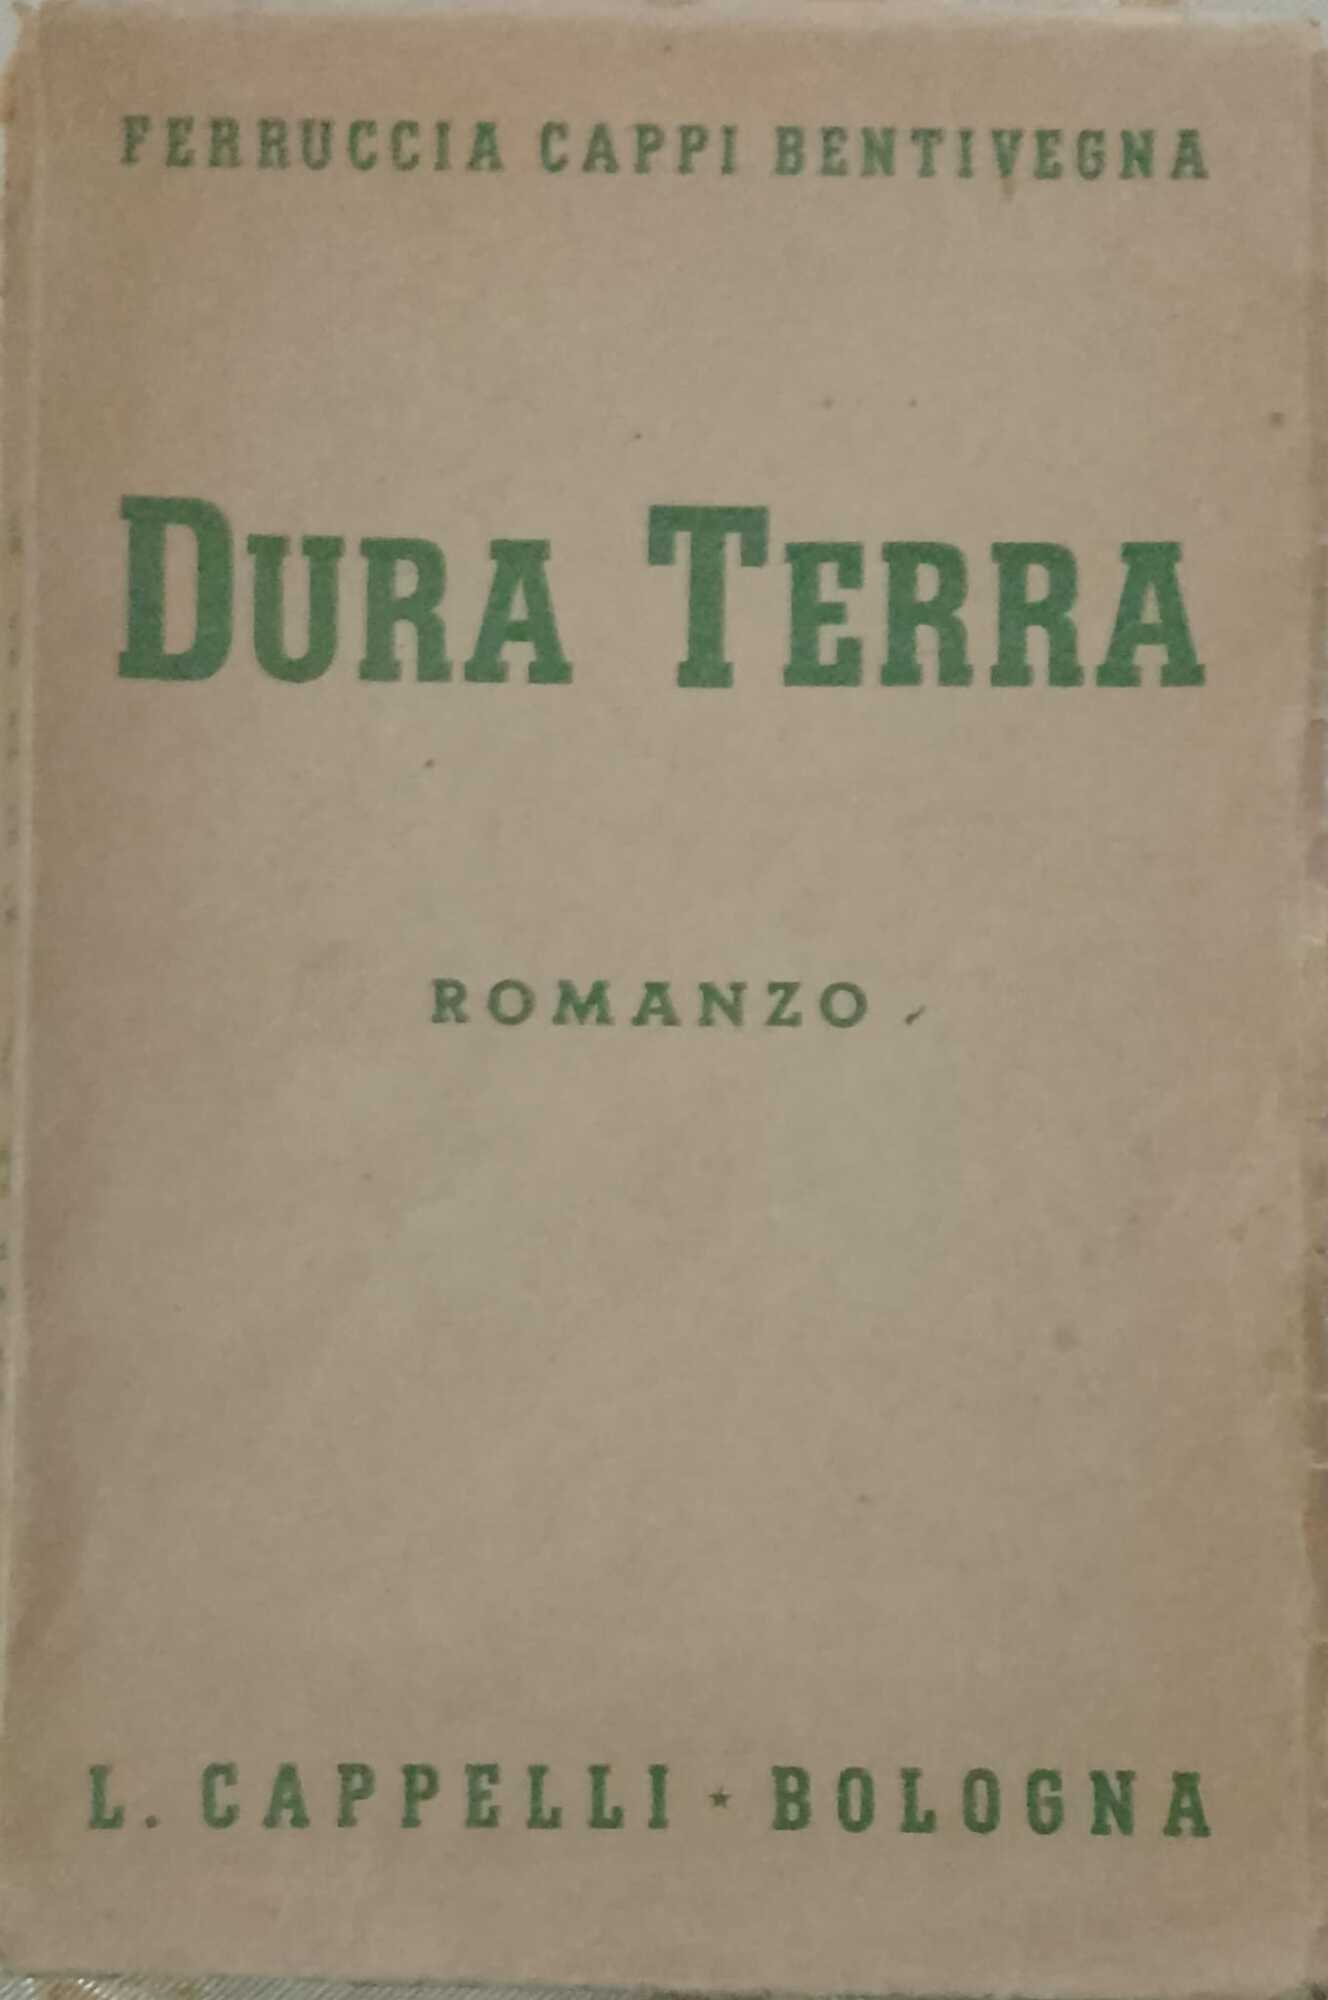 FERRUCCIA CAPPI BENTIVEGNA
DURA TERRA
ROMANZO
L. CAPPELLI * BOLOGNA